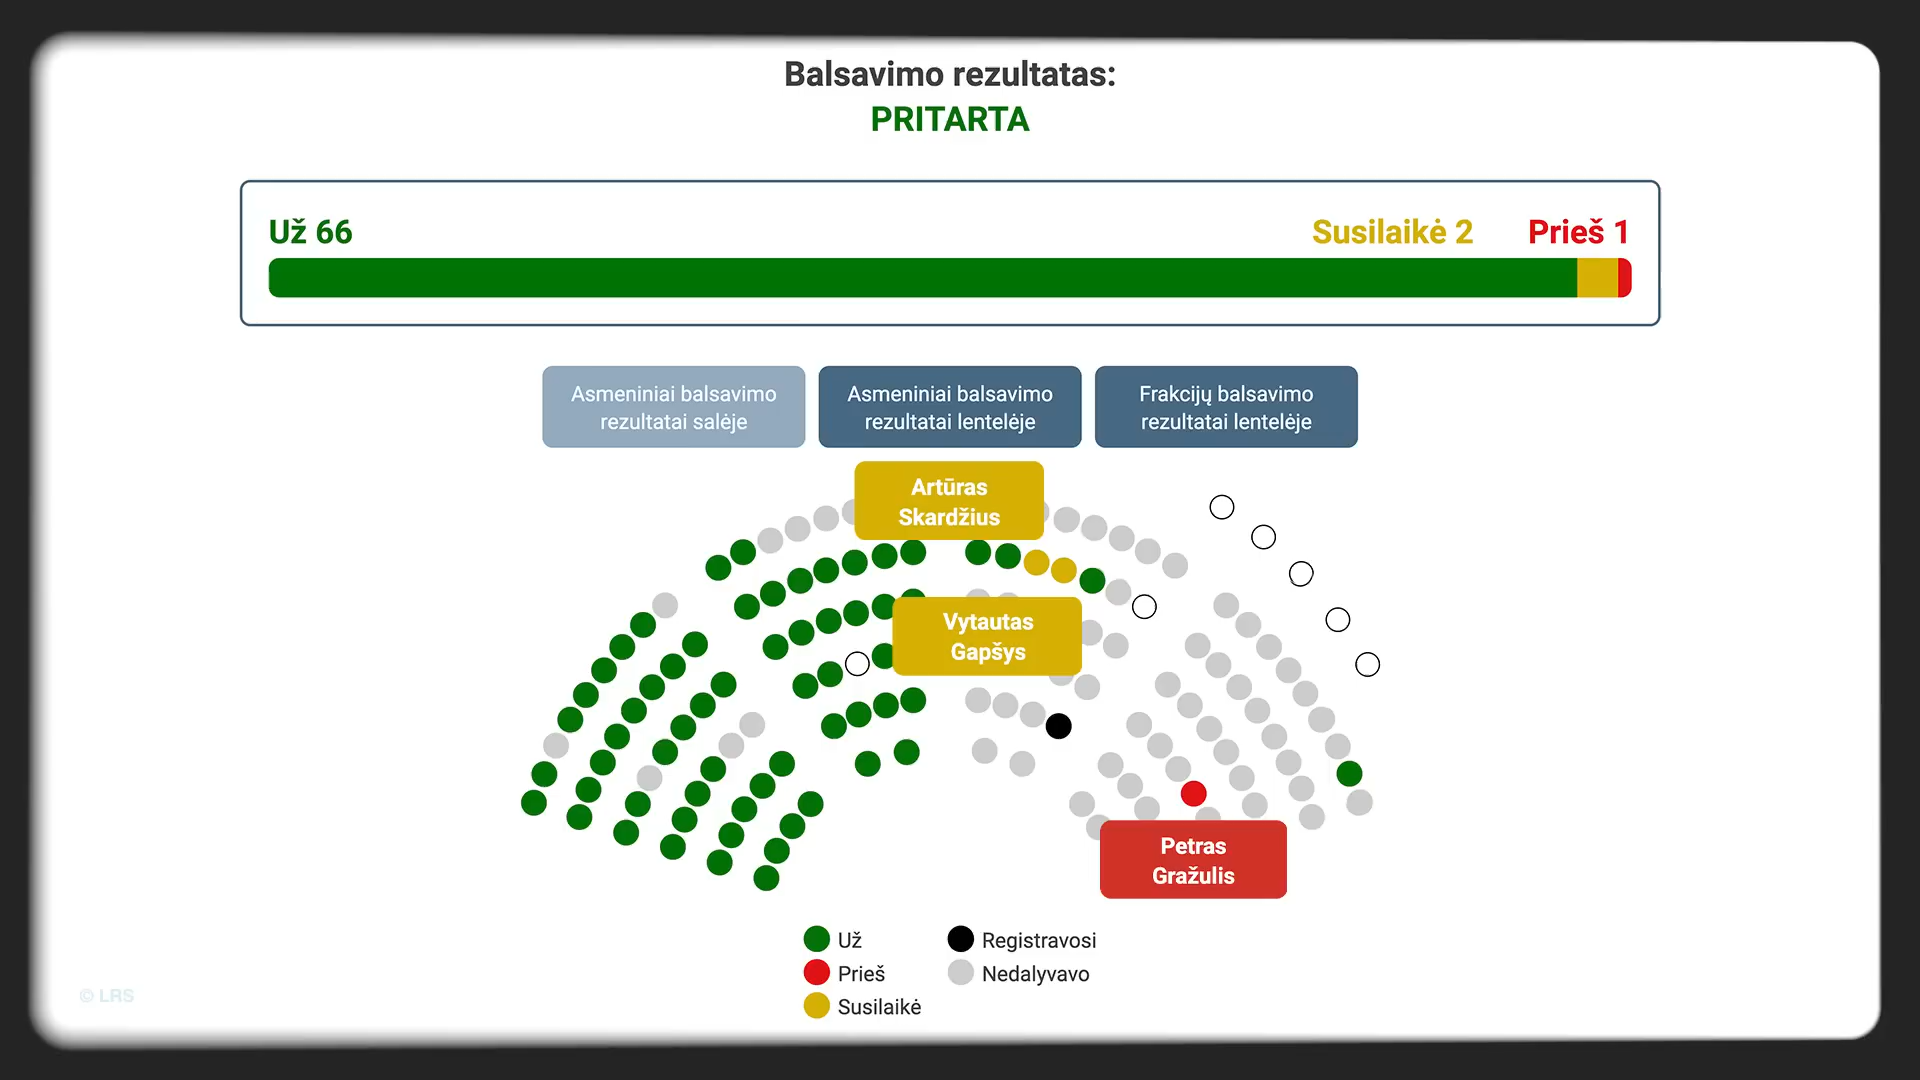 Balsavimo rezultatas:
PRITARTA
Už 66
Susilaikė 2
Prieš 1
Asmeniniai balsavimo
rezultatai salėje
Asmeniniai balsavimo
rezultatai lentelėje
Frakcijų balsavimo
rezultatai lentelėje
Artūras
Skardžius
Vytautas
Gapšys
Petras
Gražulis
Už
Prieš
Susilaikė
Registravosi
Nedalyvavo
© LRS